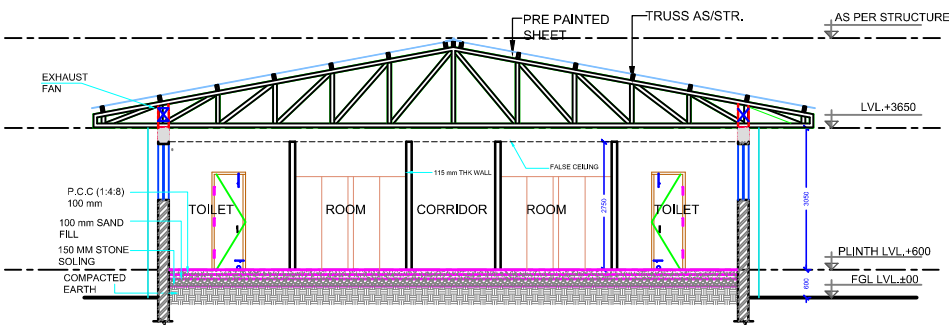 AS PER STRUCTURE
PRE PAINTED
SHEET
TRUSS AS/STR.
EXHAUST
FAN
LVL.+3650
FALSE CEILING
115 mm THK WALL
P.C.C (1:4:8)
100 mm
TOILET
ROOM
CORRIDOR
ROOM
TOILET
2750
3050
100 mm SAND
FILL
150 MM STONE
SOLING
PLINTH LVL,+600
COMPACTED
EARTH
600
FGL LVL.±00